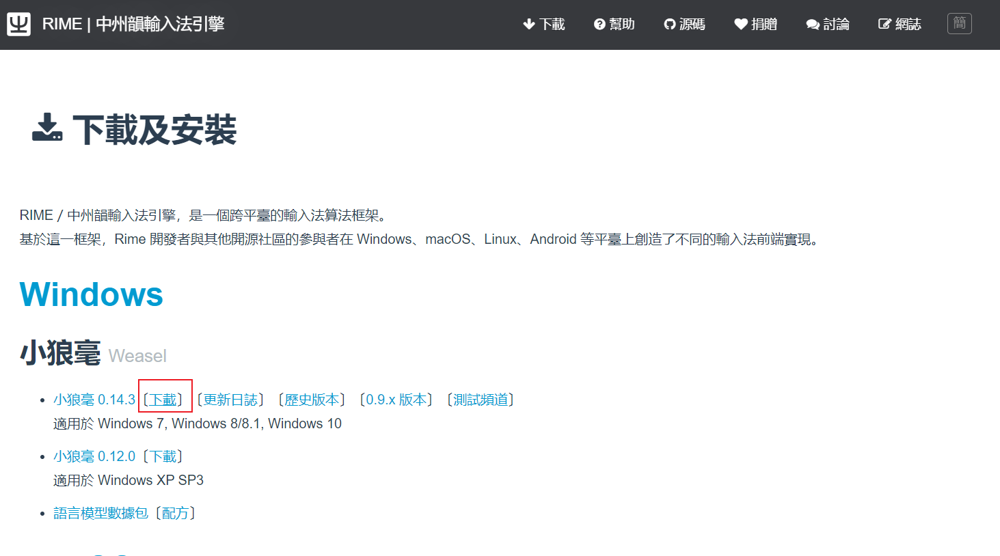 RIME | 中州韻輸入法引擎
下載
幫助
源碼
捐贈
討論
網誌
簡
下載及安裝
RIME / 中州韻輸入法引擎，是一個跨平臺的輸入法算法框架。
基於這一框架，Rime 開發者與其他開源社區的參與者在 Windows、macOS、Linux、Android 等平臺上創造了不同的輸入法前端實現。
Windows
小狼毫 Weasel
小狼毫 0.14.3〔下載〕〔更新日誌〕〔歷史版本〕〔0.9.x 版本〕〔測試頻道〕
適用於 Windows 7, Windows 8/8.1, Windows 10
小狼毫 0.12.0〔下載〕
適用於 Windows XP SP3
語言模型數據包〔配方〕